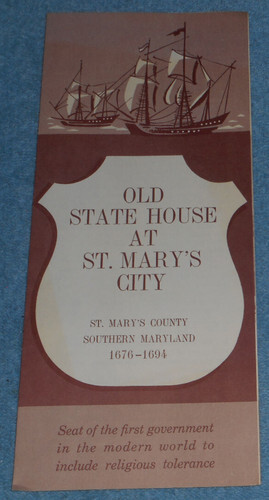 OLD
STATE HOUSE
AT
ST. MARY'S
CITY
ST. MARY'S COUNTY
SOUTHERN MARYLAND
1676-1694
Seat of the first government
in the modern world to
include religious tolerance